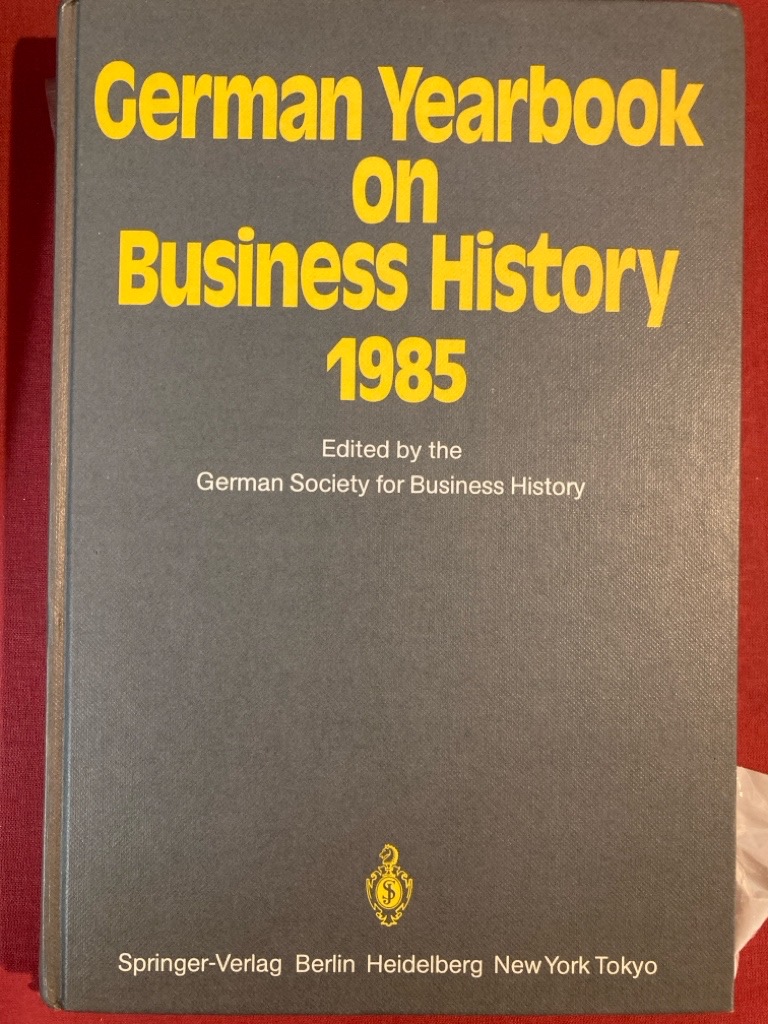 German Yearbook
on
Business History
1985
Edited by the
German Society for Business History
Springer-Verlag Berlin Heidelberg New York Tokyo